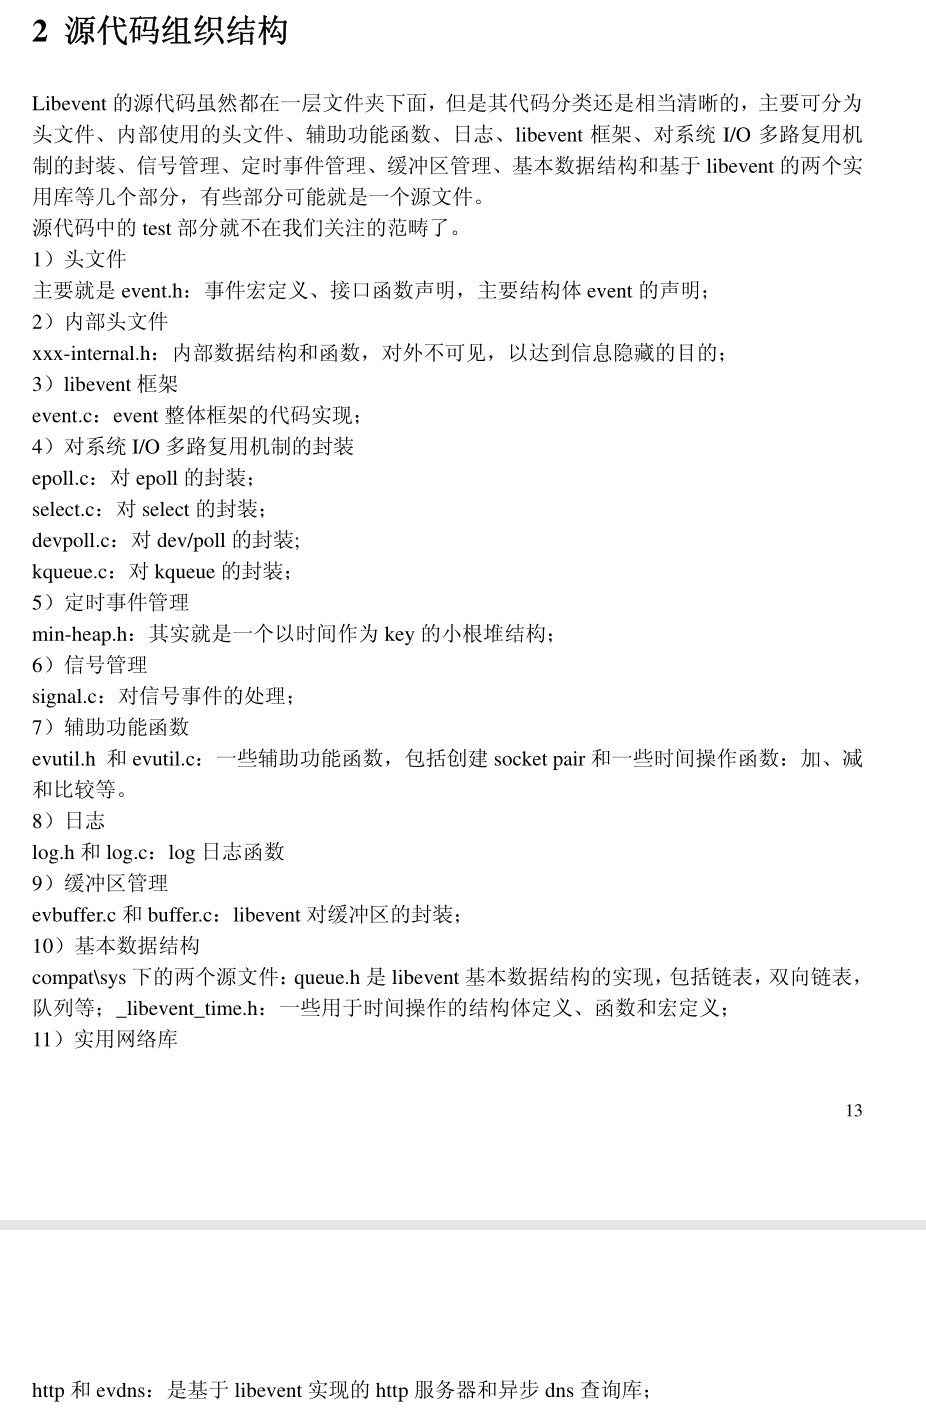 2 源代码组织结构
Libevent 的源代码虽然都在一层文件夹下面，但是其代码分类还是相当清晰的，主要可分为
头文件、内部使用的头文件、辅助功能函数、日志、libevent 框架、对系统 I/O 多路复用机
制的封装、信号管理、定时事件管理、缓冲区管理、基本数据结构和基于 libevent 的两个实
用库等几个部分，有些部分可能就是一个源文件。
源代码中的 test 部分就不在我们关注的范畴了。
1）头文件
主要就是 event.h：事件宏定义、接口函数声明，主要结构体 event 的声明；
2）内部头文件
xxx-internal.h：内部数据结构和函数，对外不可见，以达到信息隐藏的目的；
3）libevent 框架
event.c：event 整体框架的代码实现；
4）对系统 I/O 多路复用机制的封装
epoll.c：对 epoll 的封装；
select.c：对 select 的封装；
devpoll.c：对 dev/poll 的封装;
kqueue.c：对 kqueue 的封装；
5）定时事件管理
min-heap.h：其实就是一个以时间作为 key 的小根堆结构；
6）信号管理
signal.c：对信号事件的处理；
7）辅助功能函数
evutil.h 和 evutil.c：一些辅助功能函数，包括创建 socket pair 和一些时间操作函数：加、减
和比较等。
8）日志
log.h 和 log.c：log 日志函数
9）缓冲区管理
evbuffer.c 和 buffer.c：libevent 对缓冲区的封装；
10）基本数据结构
compat\sys 下的两个源文件：queue.h 是 libevent 基本数据结构的实现，包括链表，双向链表，
队列等；_libevent_time.h：一些用于时间操作的结构体定义、函数和宏定义；
11）实用网络库
13
http 和 evdns：是基于 libevent 实现的 http 服务器和异步 dns 查询库；